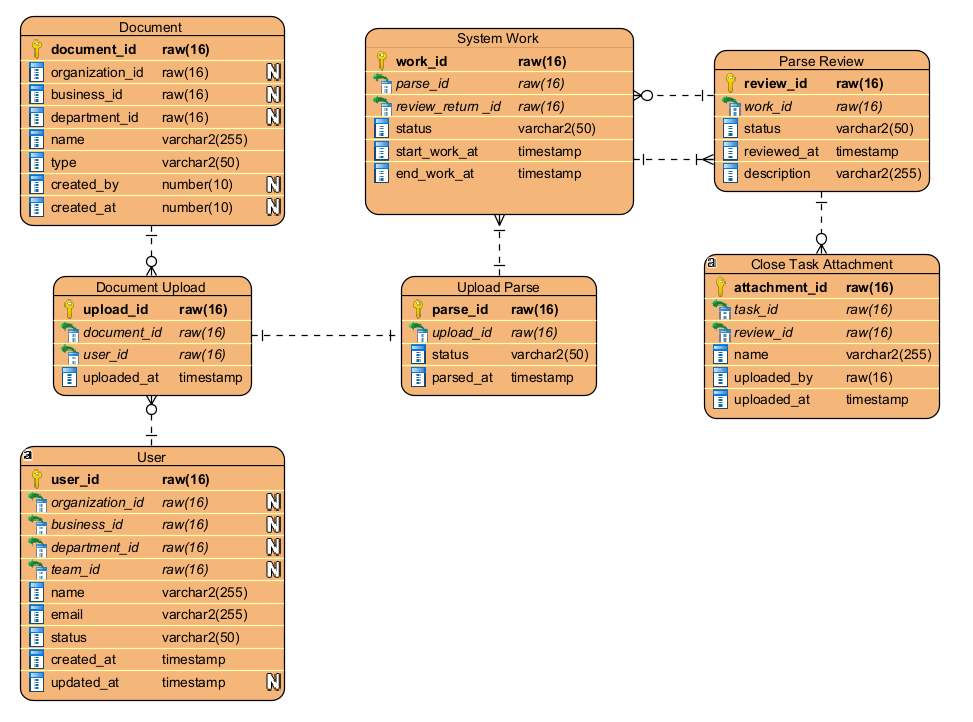 Document
document_id raw(16)
organization_id raw(16) N
business_id raw(16) N
department_id raw(16) N
name varchar2(255)
type varchar2(50)
created_by number(10) N
created_at number(10) N
System Work
work_id raw(16)
parse_id raw(16)
review_return _id raw(16)
status varchar2(50)
start_work_at timestamp
end_work_at timestamp
Parse Review
review_id raw(16)
work_id raw(16)
status varchar2(50)
reviewed_at timestamp
description varchar2(255)
Document Upload
upload_id raw(16)
document_id raw(16)
user_id raw(16)
uploaded_at timestamp
Upload Parse
parse_id raw(16)
upload_id raw(16)
status varchar2(50)
parsed_at timestamp
a
Close Task Attachment
attachment_id raw(16)
task_id raw(16)
review_id raw(16)
name varchar2(255)
uploaded_by raw(16)
uploaded_at timestamp
a
User
user_id raw(16)
organization_id raw(16) N
business_id raw(16) N
department_id raw(16) N
team_id raw(16) N
name varchar2(255)
email varchar2(255)
status varchar2(50)
created_at timestamp
updated_at timestamp N